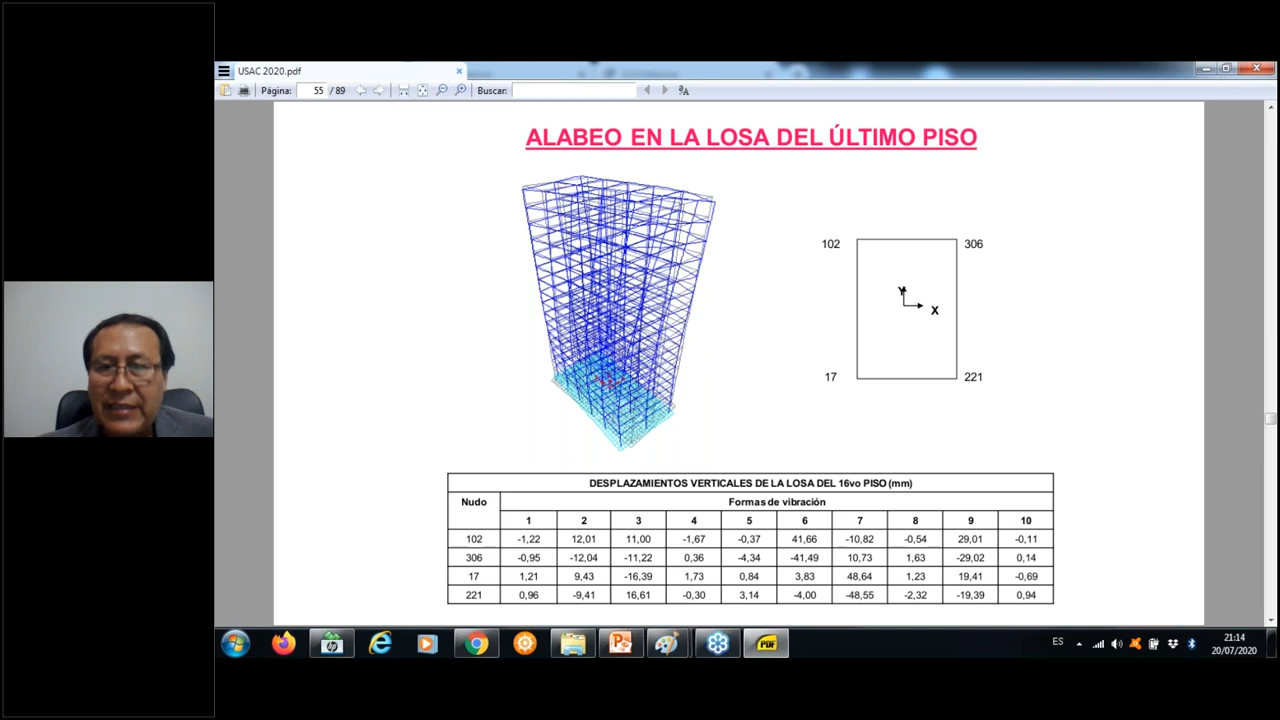 USAC 2020.pdf
Página: 55 / 89 Buscar:
ALABEO EN LA LOSA DEL ÚLTIMO PISO
102 306
Y
X
17 221
DESPLAZAMIENTOS VERTICALES DE LA LOSA DEL 16vo PISO (mm)
Nudo Formas de vibración
1 2 3 4 5 6 7 8 9 10
102 -1,22 12,01 11,00 -1,67 -0,37 41,66 -10,82 -0,54 29,01 -0,11
306 -0,95 -12,04 -11,22 0,36 -4,34 -41,49 10,73 1,63 -29,02 0,14
17 1,21 9,43 -16,39 1,73 0,84 3,83 48,64 1,23 19,41 -0,69
221 0,96 -9,41 16,61 -0,30 3,14 -4,00 -48,55 -2,32 -19,39 0,94
PDF
ES 21:14
20/07/2020